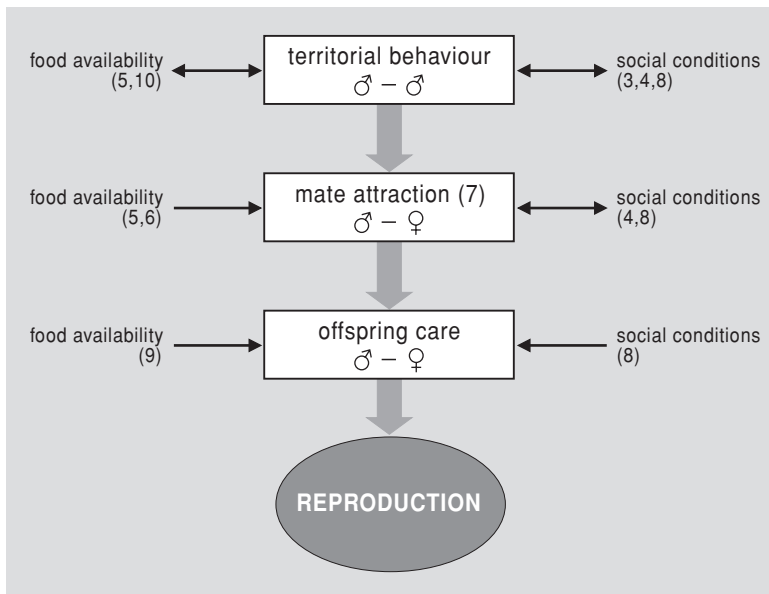 food availability
(5,10)
territorial behaviour
♂ – ♂
social conditions
(3,4,8)
food availability
(5,6)
mate attraction (7)
♂ – ♀
social conditions
(4,8)
food availability
(9)
offspring care
♂ – ♀
social conditions
(8)
REPRODUCTION